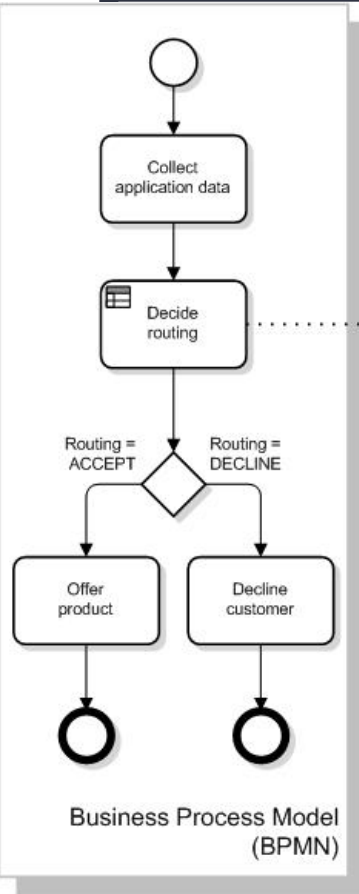 Collect
application data
Decide
routing
Routing =
ACCEPT
Routing =
DECLINE
Offer
product
Decline
customer
Business Process Model
(BPMN)